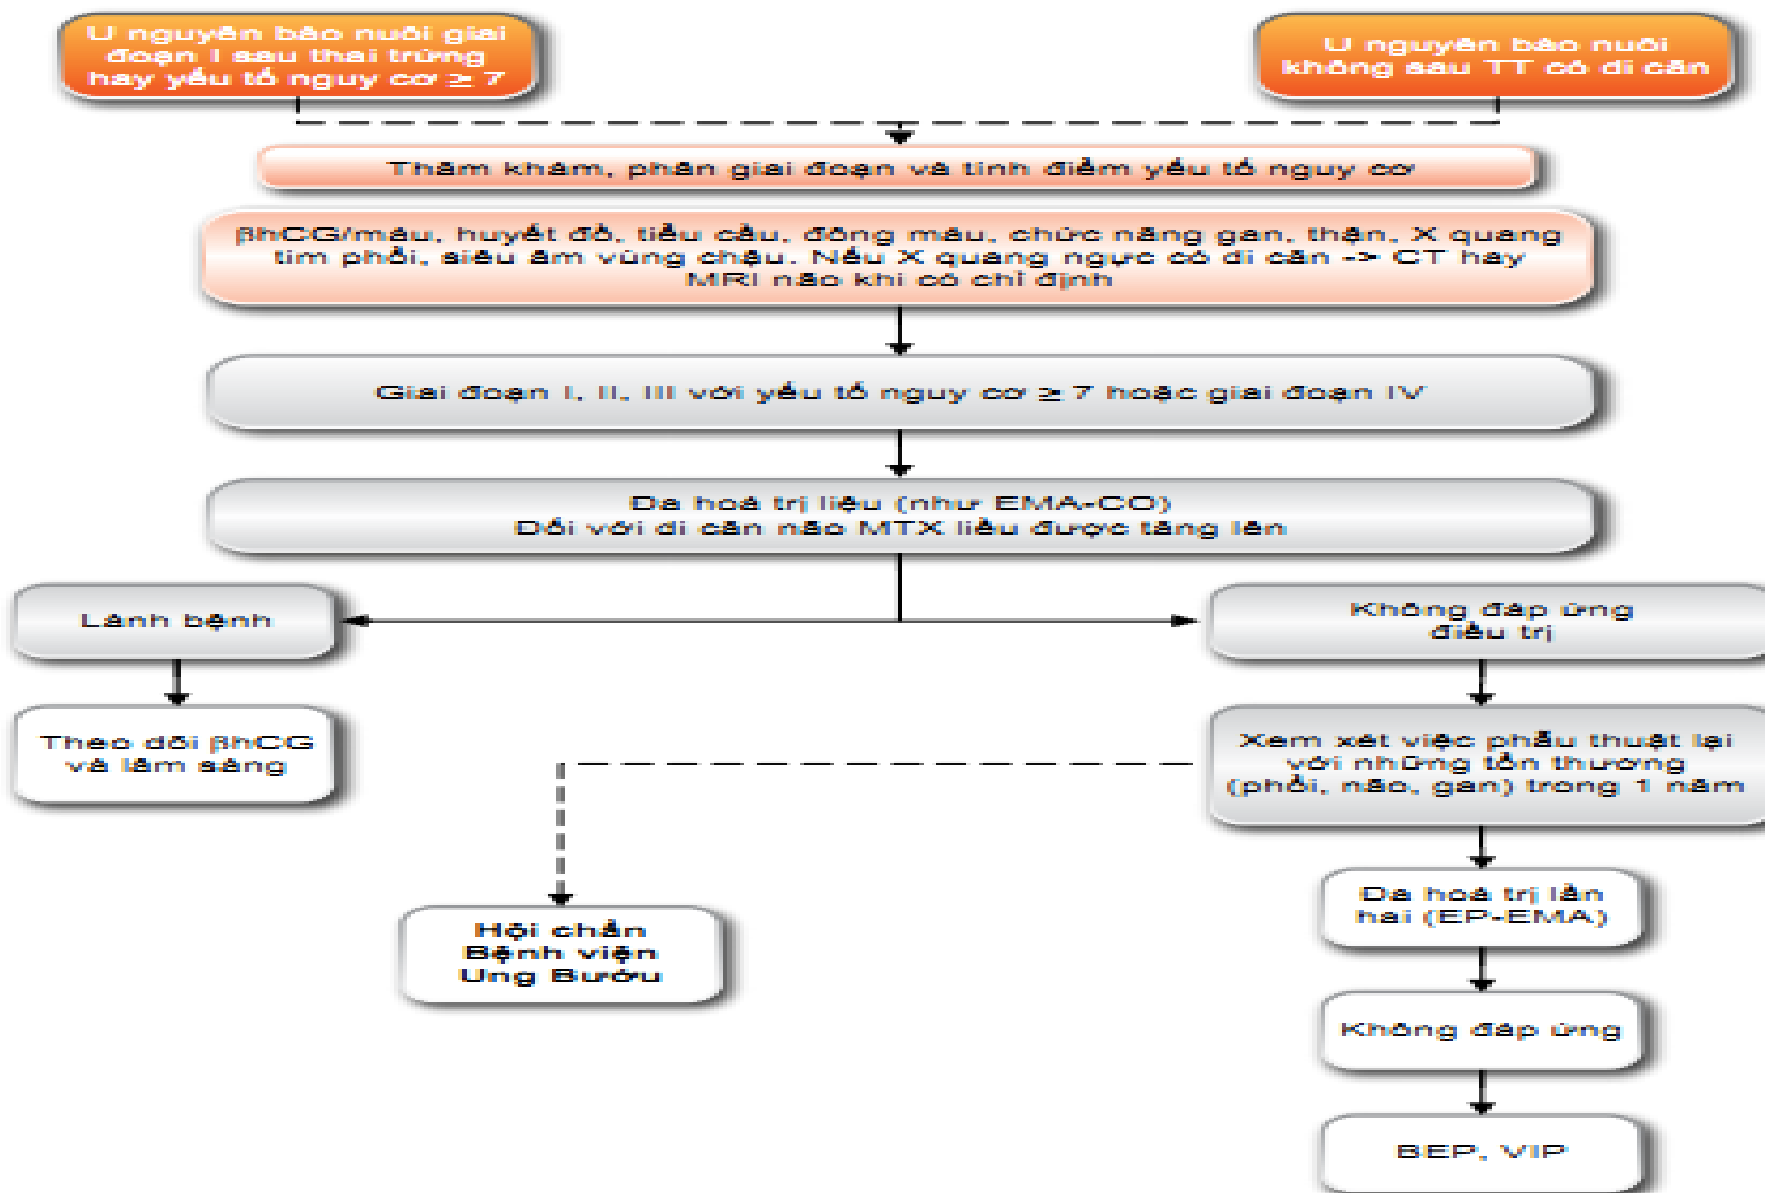 U nguyên bào nuôi giai
đoạn I sau thai trứng
hay yếu tố nguy cơ ≥ 7
U nguyên bào nuôi
không sau TT có di căn
Thăm khám, phân giai đoạn và tính điểm yếu tố nguy cơ
βhCG/máu, huyết đồ, tiểu cầu, đông máu, chức năng gan, thận, X quang
tim phổi, siêu âm vùng chậu. Nếu X quang ngực có di căn -> CT hay
MRI não khi có chỉ định
Giai đoạn I, II, III với yếu tố nguy cơ ≥ 7 hoặc giai đoạn IV
Đa hoá trị liệu (như EMA-CO)
Đối với di căn não MTX liều được tăng lên
Lành bệnh
Không đáp ứng
điều trị
Theo dõi βhCG
và lâm sàng
Xem xét việc phẫu thuật lại
với những tổn thương
(phổi, não, gan) trong 1 năm
Đa hoá trị lần
hai (EP-EMA)
Hội chẩn
Bệnh viện
Ung Bướu
Không đáp ứng
BEP, VIP